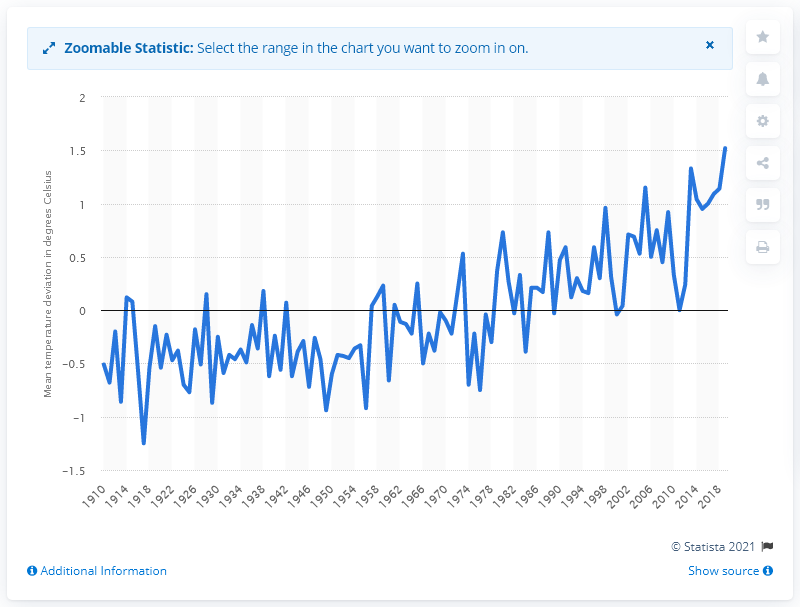 Zoomable Statistic: Select the range in the chart you want to zoom in on.
Mean temperature deviation in degrees Celsius
2
1.5
1
0.5
0
−0.5
−1
−1.5
1910 1914 1918 1922 1926 1930 1934 1938 1942 1946 1950 1954 1958 1962 1966 1970 1974 1978 1982 1986 1990 1994 1998 2002 2006 2010 2014 2018
© Statista 2021
Additional Information
Show source